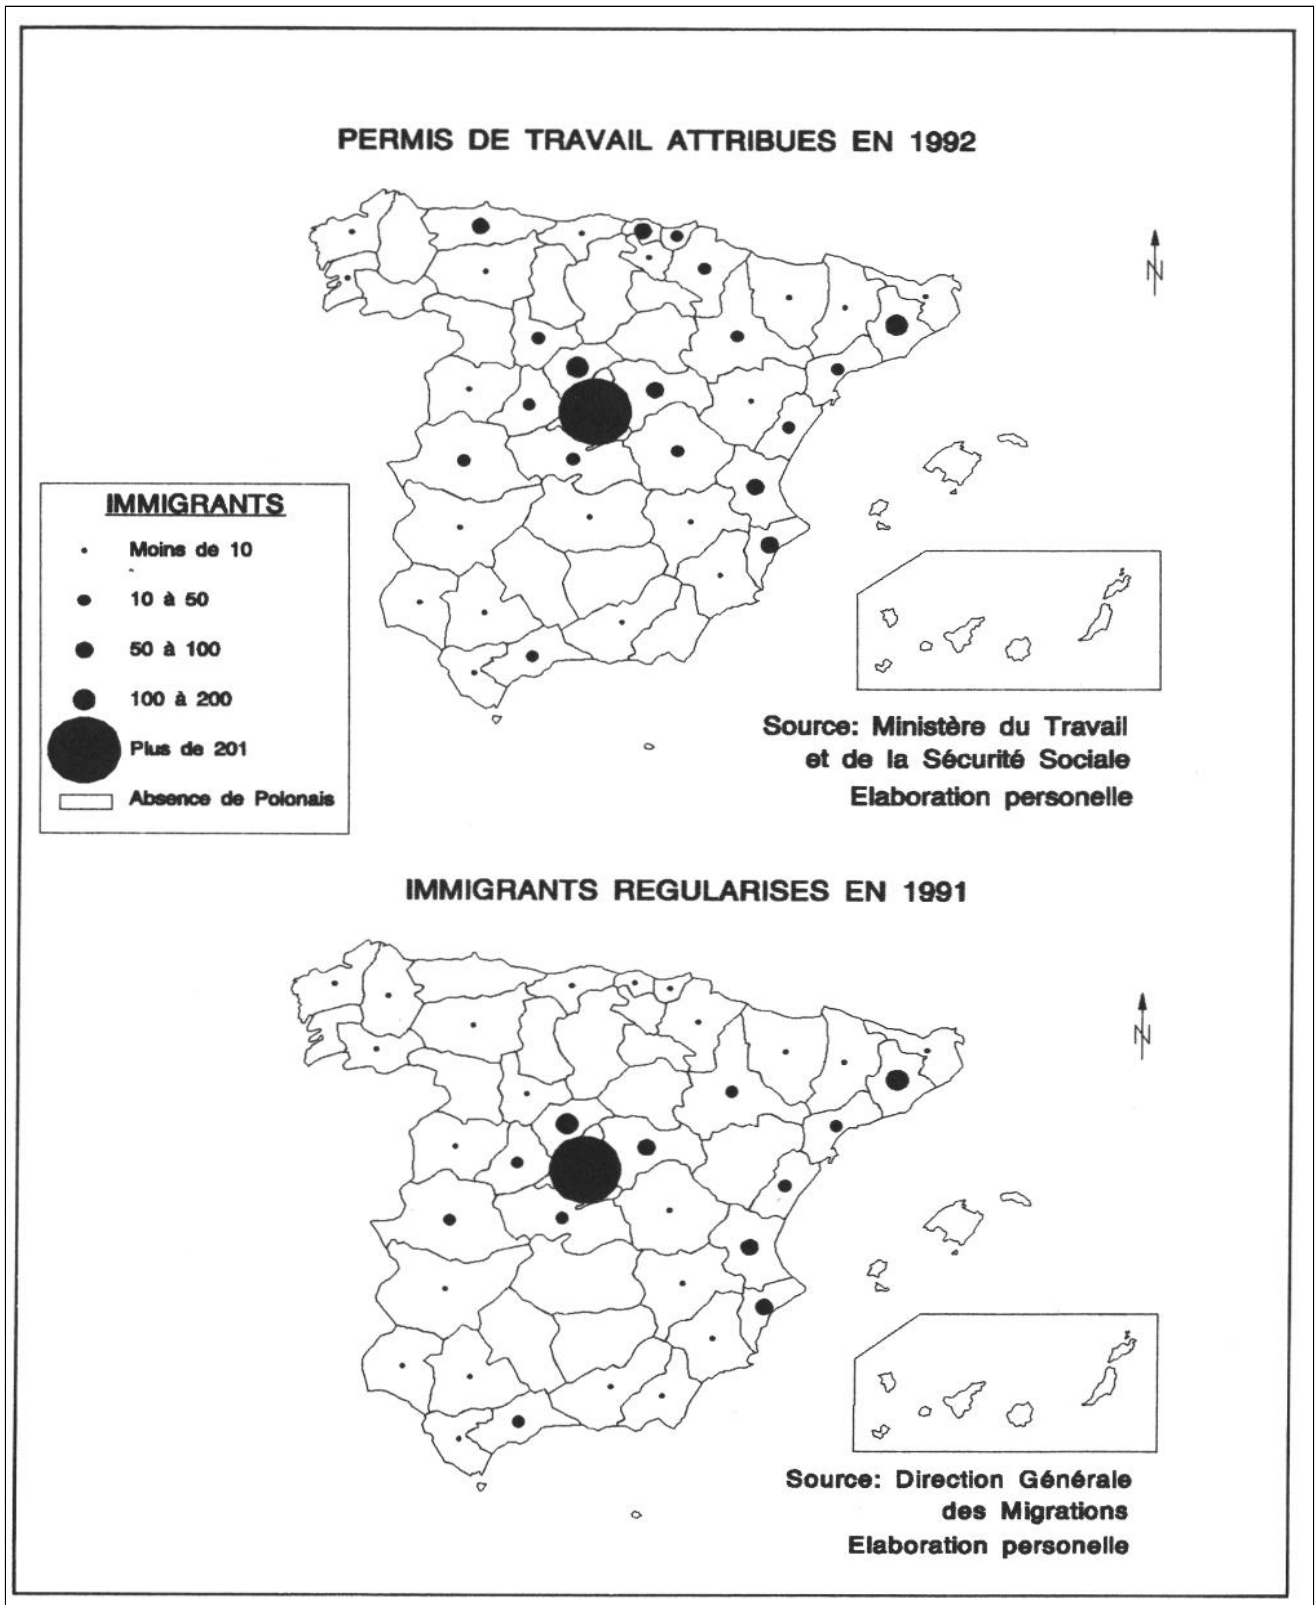 PERMIS DE TRAVAIL ATTRIBUES EN 1992
N
IMMIGRANTS
Moins de 10
10 à 50
50 à 100
100 à 200
Plus de 201
Absence de Polonais
Source: Ministère du Travail
et de la Sécurité Sociale
Elaboration personelle
IMMIGRANTS REGULARISES EN 1991
N
Source: Direction Générale
des Migrations
Elaboration personelle